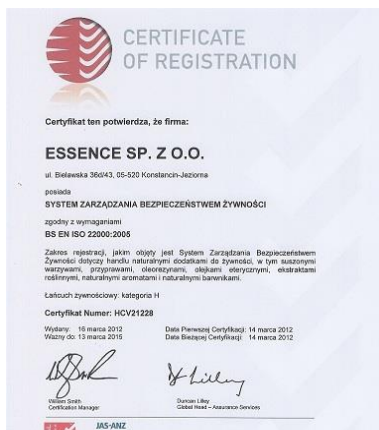 CERTIFICATE
OF REGISTRATION
Certyfikat ten potwierdza, że firma:
ESSENCE SP. Z O.O.
ul. Bielawska 36d/43, 05-520 Konstancin-Jeziorna
posiada
SYSTEM ZARZĄDZANIA BEZPIECZEŃSTWEM ŻYWNOŚCI
zgodny z wymaganiami
BS EN ISO 22000:2005
Zakres rejestracji, jakim objęty jest System Zarządzania Bezpieczeństwem
Żywności dotyczy handlu naturalnymi dodatkami do żywności, w tym suszonymi
warzywami, przyprawami, oleorezynami, olejkami eterycznymi, ekstraktami
roślinnymi, naturalnymi aromatami i naturalnymi barwnikami.
Łańcuch żywnościowy: kategoria H
Certyfikat Numer: HCV21228
Wydany: 16 marca 2012 Data Pierwszej Certyfikacji: 14 marca 2012
Ważny do: 13 marca 2015 Data Bieżącej Certyfikacji: 14 marca 2012
William Smith Duncan Lilley
Certification Manager Global Head – Assurance Services
JAS-ANZ